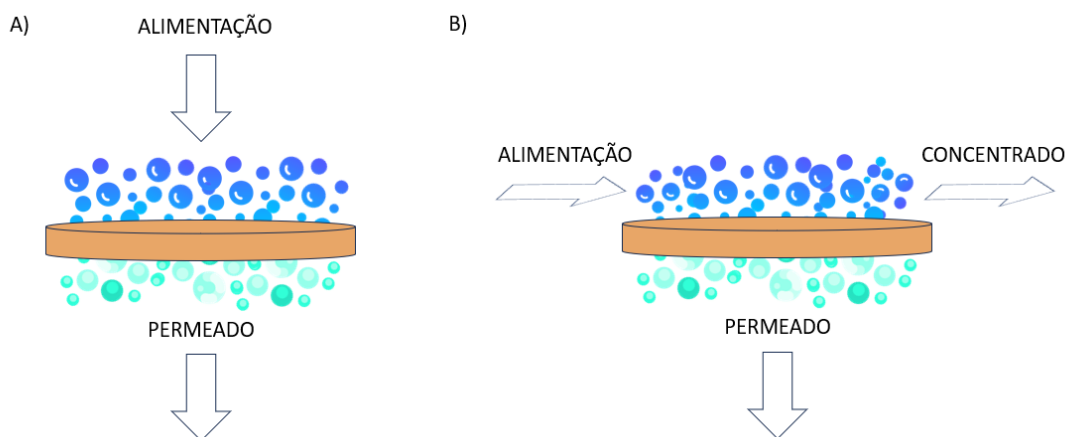 A)
ALIMENTAÇÃO
PERMEADO
B)
ALIMENTAÇÃO
CONCENTRADO
PERMEADO